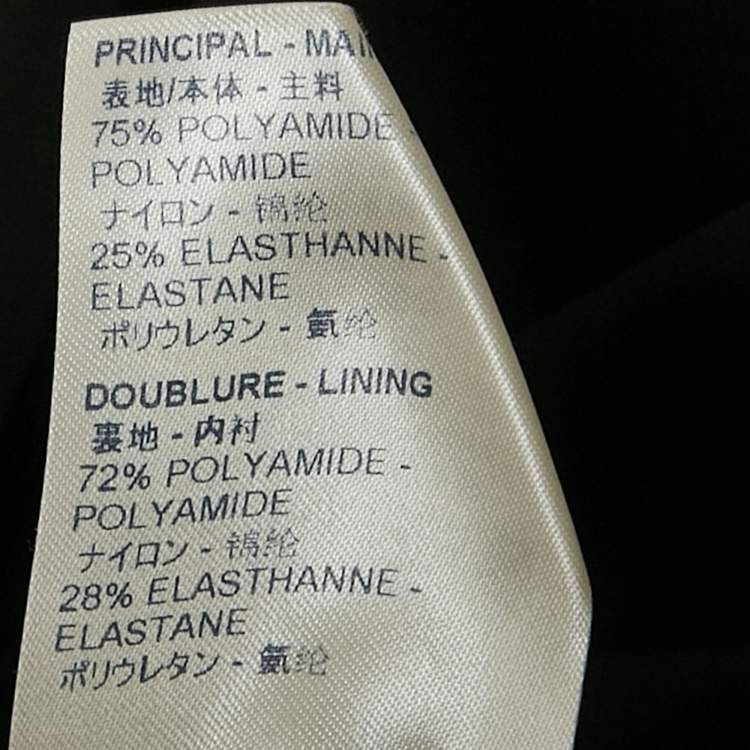 PRINCIPAL - MAI
表地/本体 - 主料
75% POLYAMIDE -
POLYAMIDE
ナイロン - 锦纶
25% ELASTHANNE -
ELASTANE
ポリウレタン - 氨纶
DOUBLURE - LINING
裏地 - 内衬
72% POLYAMIDE -
POLYAMIDE
ナイロン - 锦纶
28% ELASTHANNE -
ELASTANE
ポリウレタン - 氨纶